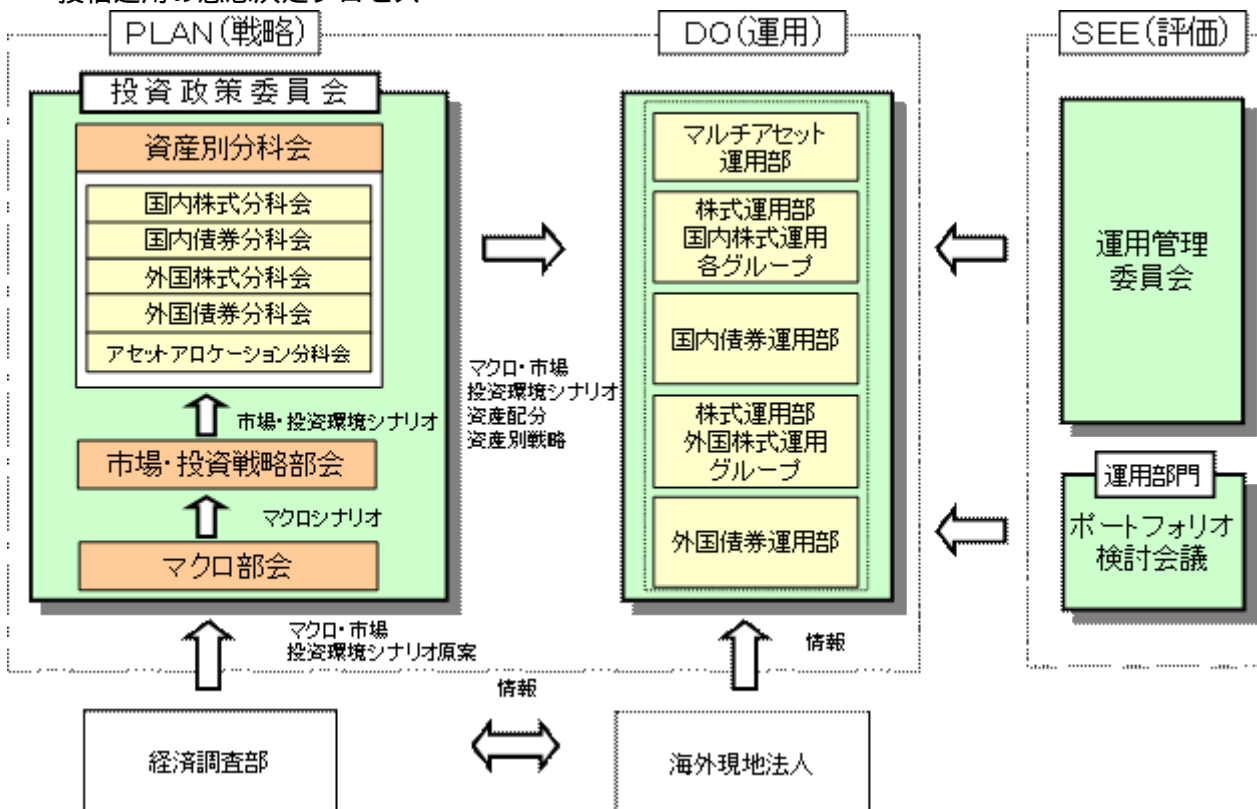 PLAN(戦略)
DO(運用)
SEE(評価)
投資政策委員会
資産別分科会
国内株式分科会
国内債券分科会
外国株式分科会
外国債券分科会
アセットアロケーション分科会
市場・投資環境シナリオ
市場・投資戦略部会
マクロシナリオ
マクロ部会
マクロ・市場
投資環境シナリオ
資産配分
資産別戦略
マルチアセット
運用部
株式運用部
国内株式運用
各グループ
国内債券運用部
株式運用部
外国株式運用
グループ
外国債券運用部
運用管理
委員会
運用部門
ポートフォリオ
検討会議
マクロ・市場
投資環境シナリオ原案
情報
情報
経済調査部
海外現地法人